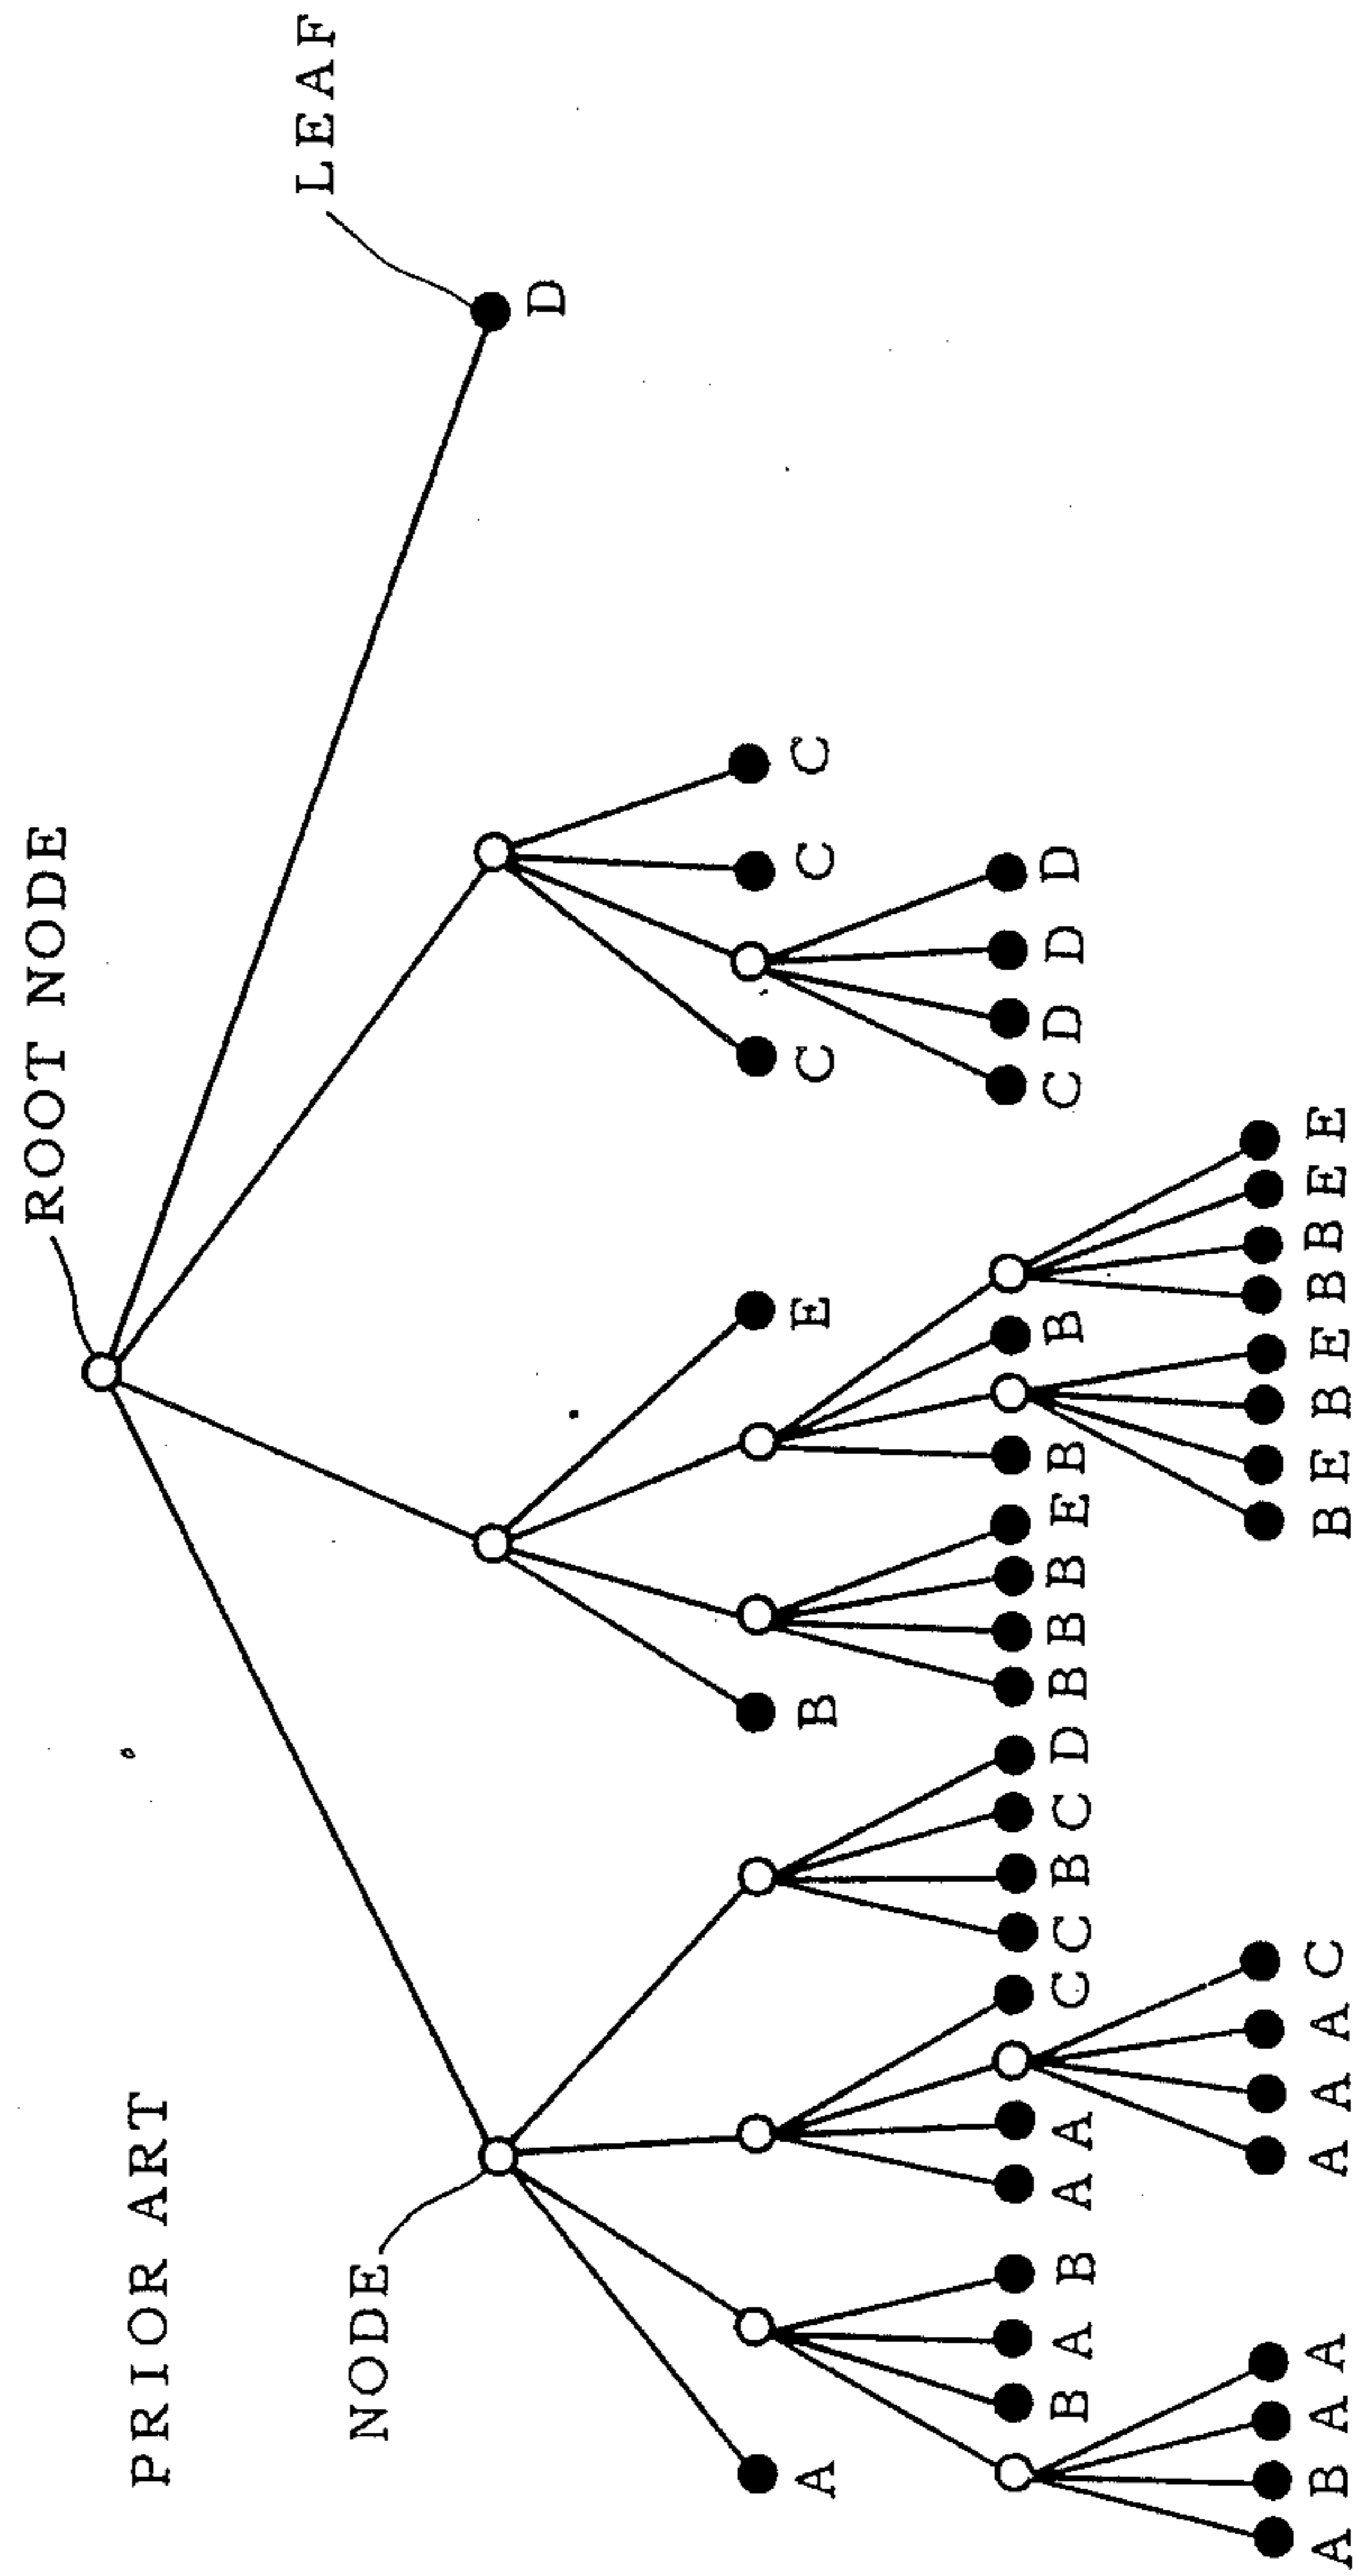 ROOT NODE
PRIOR ART
LEAF
NODE
D
A B E C C C
B A B A A C C B C D B B B E B B C D D D
A B A A A A A C B E B E B B E E